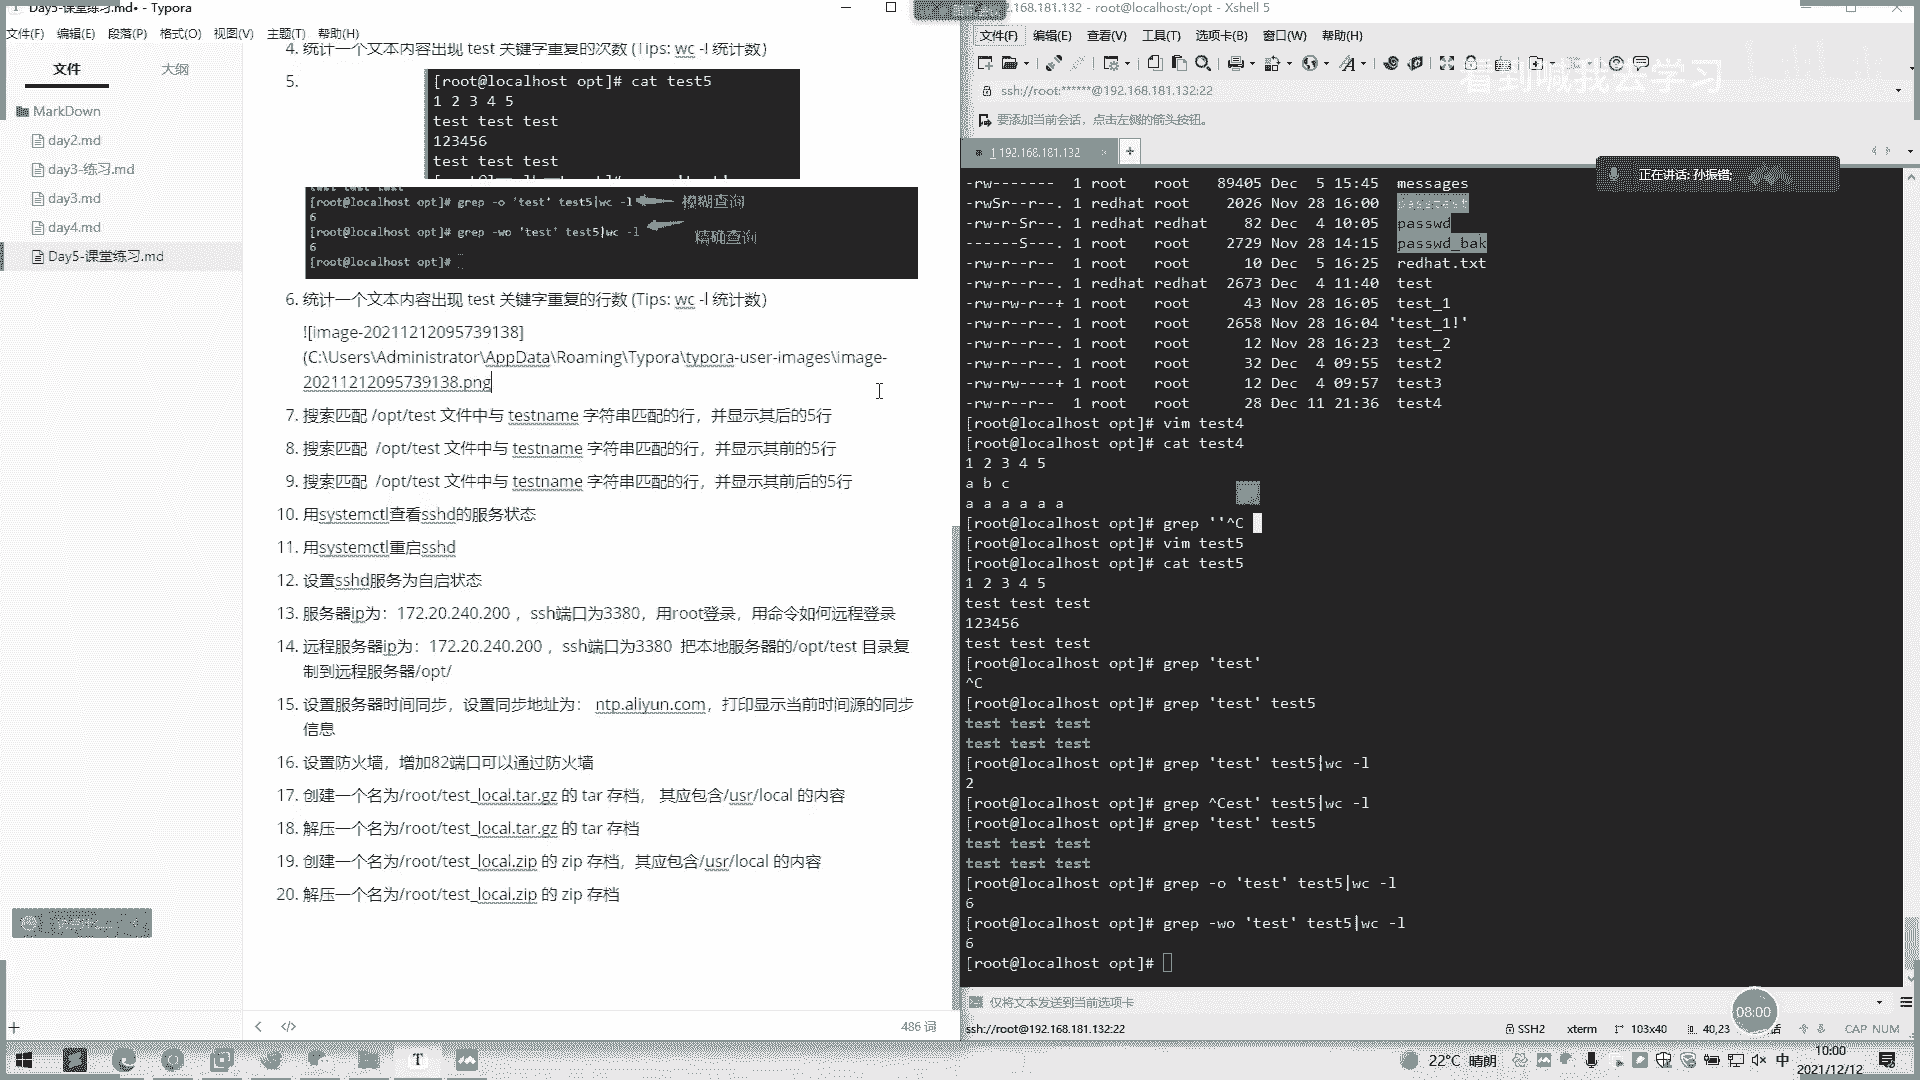 Day5-课堂练习.md• - Typora
文件(F) 编辑(E) 段落(P) 格式(O) 视图(V) 主题(T) 帮助(H)
文件 大纲
MarkDown
day2.md
day3-练习.md
day3.md
day4.md
Day5-课堂练习.md
4. 统计一个文本内容出现 test 关键字重复的次数 (Tips: wc -l 统计数)
5.
[root@localhost opt]# cat test5
1 2 3 4 5
test test test
123456
test test test
[root@localhost opt]# grep -o 'test' test5|wc -l 模糊查询
6
[root@localhost opt]# grep -wo 'test' test5|wc -l 精确查询
6
[root@localhost opt]#
6. 统计一个文本内容出现 test 关键字重复的行数 (Tips: wc -l 统计数)
![image-20211212095739138]
(C:\Users\Administrator\AppData\Roaming\Typora\typora-user-images\image-
20211212095739138.png
7. 搜索匹配 /opt/test 文件中与 testname 字符串匹配的行，并显示其后的5行
8. 搜索匹配 /opt/test 文件中与 testname 字符串匹配的行，并显示其前的5行
9. 搜索匹配 /opt/test 文件中与 testname 字符串匹配的行，并显示其前后的5行
10. 用systemctl查看sshd的服务状态
11. 用systemctl重启sshd
12. 设置sshd服务为自启状态
13. 服务器ip为：172.20.240.200 ，ssh端口为3380，用root登录，用命令如何远程登录
14. 远程服务器ip为：172.20.240.200 ，ssh端口为3380 把本地服务器的/opt/test 目录复
制到远程服务器/opt/
15. 设置服务器时间同步，设置同步地址为： ntp.aliyun.com，打印显示当前时间源的同步
信息
16. 设置防火墙，增加82端口可以通过防火墙
17. 创建一个名为/root/test_local.tar.gz 的 tar 存档， 其应包含/usr/local 的内容
18. 解压一个名为/root/test_local.tar.gz 的 tar 存档
19. 创建一个名为/root/test_local.zip 的 zip 存档，其应包含/usr/local 的内容
20. 解压一个名为/root/test_local.zip 的 zip 存档
486 词
192.168.181.132 - root@localhost:/opt - Xshell 5
文件(F) 编辑(E) 查看(V) 工具(T) 选项卡(B) 窗口(W) 帮助(H)
看到喊我去学习
ssh://root:******@192.168.181.132:22
要添加当前会话，点击左侧的箭头按钮。
1 192.168.181.132
正在讲话: 孙振锴;
-rw------- 1 root root 89405 Dec 5 15:45 messages
-rwSr--r--. 1 redhat root 2026 Nov 28 16:00
-rw-r-Sr--. 1 redhat redhat 82 Dec 4 10:05 passwd
------S---. 1 root root 2729 Nov 28 14:15 passwd_bak
-rw-r--r--. 1 root root 10 Dec 5 16:25 redhat.txt
-rw-r--r--. 1 redhat redhat 2673 Dec 4 11:40 test
-rw-rw-r--+ 1 root root 43 Nov 28 16:05 test_1
-rw-r--r--. 1 root root 2658 Nov 28 16:04 'test_1!'
-rw-r--r--. 1 root root 12 Nov 28 16:23 test_2
-rw-r--r--. 1 root root 32 Dec 4 09:55 test2
-rw-rw----+ 1 root root 12 Dec 4 09:57 test3
-rw-r--r--. 1 root root 28 Dec 11 21:36 test4
[root@localhost opt]# vim test4
[root@localhost opt]# cat test4
1 2 3 4 5
a b c
a a a a a a
[root@localhost opt]# grep ''^C
[root@localhost opt]# vim test5
[root@localhost opt]# cat test5
1 2 3 4 5
test test test
123456
test test test
[root@localhost opt]# grep 'test'
^C
[root@localhost opt]# grep 'test' test5
test test test
test test test
[root@localhost opt]# grep 'test' test5|wc -l
2
[root@localhost opt]# grep ^Cest' test5|wc -l
[root@localhost opt]# grep 'test' test5
test test test
test test test
[root@localhost opt]# grep -o 'test' test5|wc -l
6
[root@localhost opt]# grep -wo 'test' test5|wc -l
6
[root@localhost opt]#
仅将文本发送到当前选项卡
ssh://root@192.168.181.132:22 SSH2 xterm 103x40 40,23 CAP NUM
08:00
22°C 晴朗 中 10:00
2021/12/12